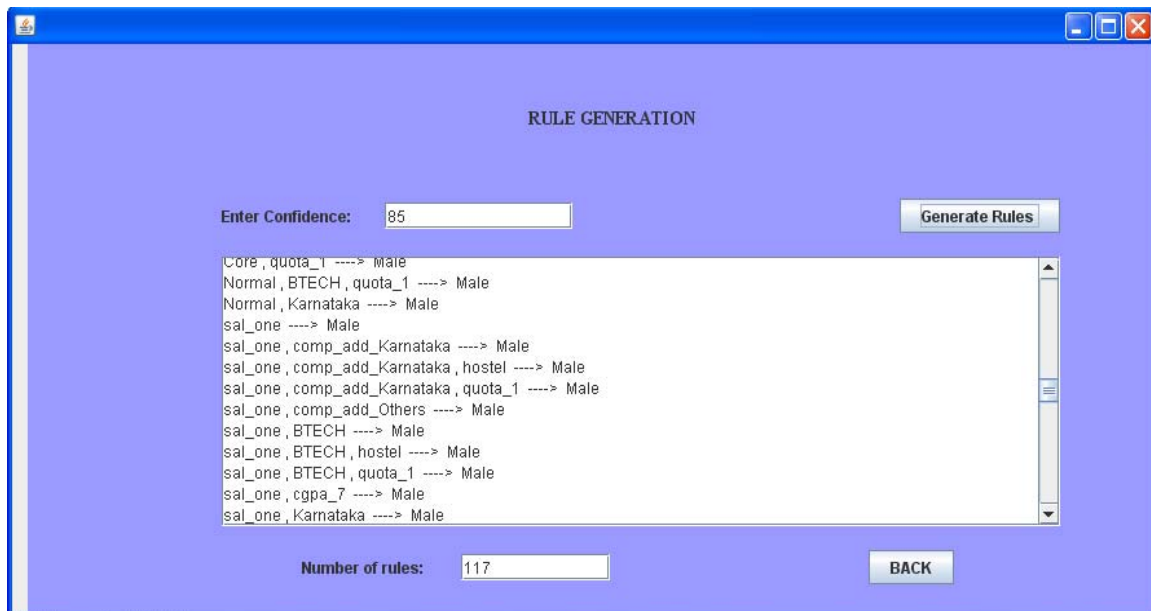 RULE GENERATION
Enter Confidence: 85 Generate Rules
Core , quota_1 ----> Male
Normal , BTECH , quota_1 ----> Male
Normal , Karnataka ----> Male
sal_one ----> Male
sal_one , comp_add_Karnataka ----> Male
sal_one , comp_add_Karnataka , hostel ----> Male
sal_one , comp_add_Karnataka , quota_1 ----> Male
sal_one , comp_add_Others ----> Male
sal_one , BTECH ----> Male
sal_one , BTECH , hostel ----> Male
sal_one , BTECH , quota_1 ----> Male
sal_one , cgpa_7 ----> Male
sal_one , Karnataka ----> Male
Number of rules: 117 BACK